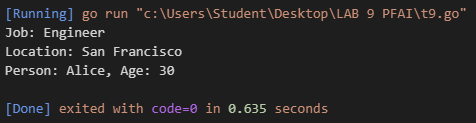 [Running] go run "c:\Users\Student\Desktop\LAB 9 PFAI\t9.go"
Job: Engineer
Location: San Francisco
Person: Alice, Age: 30
[Done] exited with code=0 in 0.635 seconds